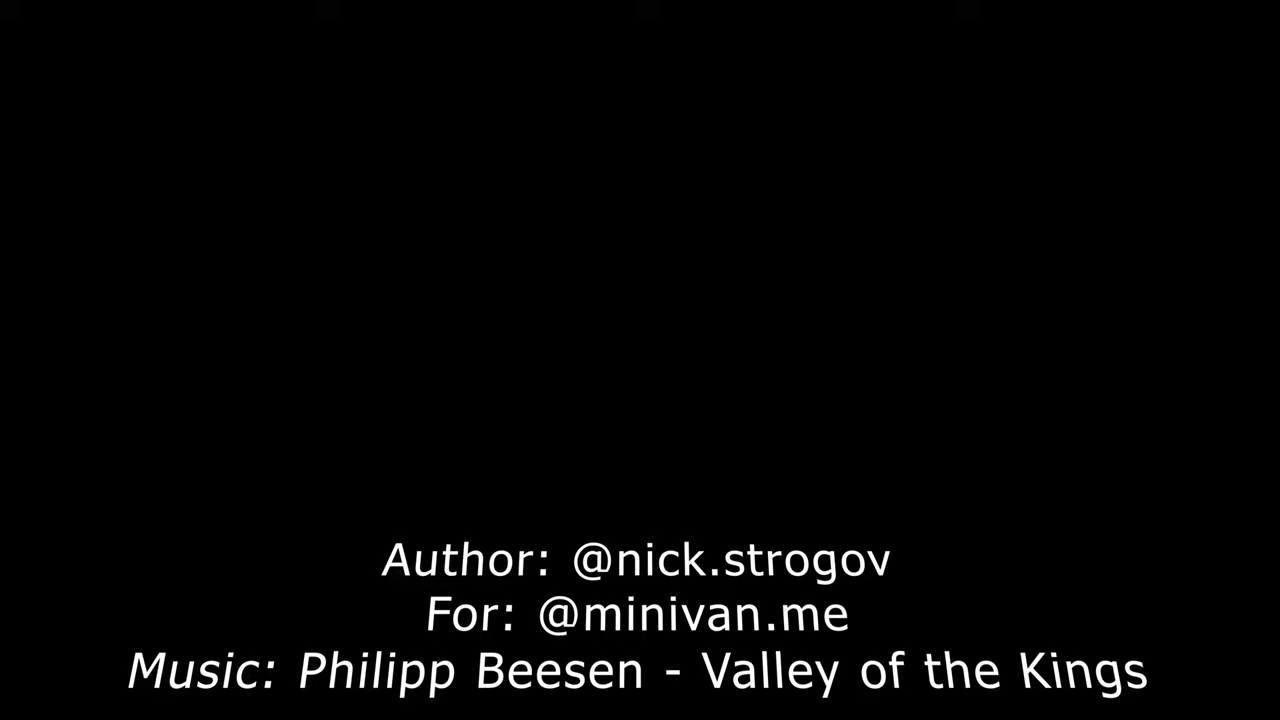 Author: @nick.strogov
For: @minivan.me
Music: Philipp Beesen - Valley of the Kings